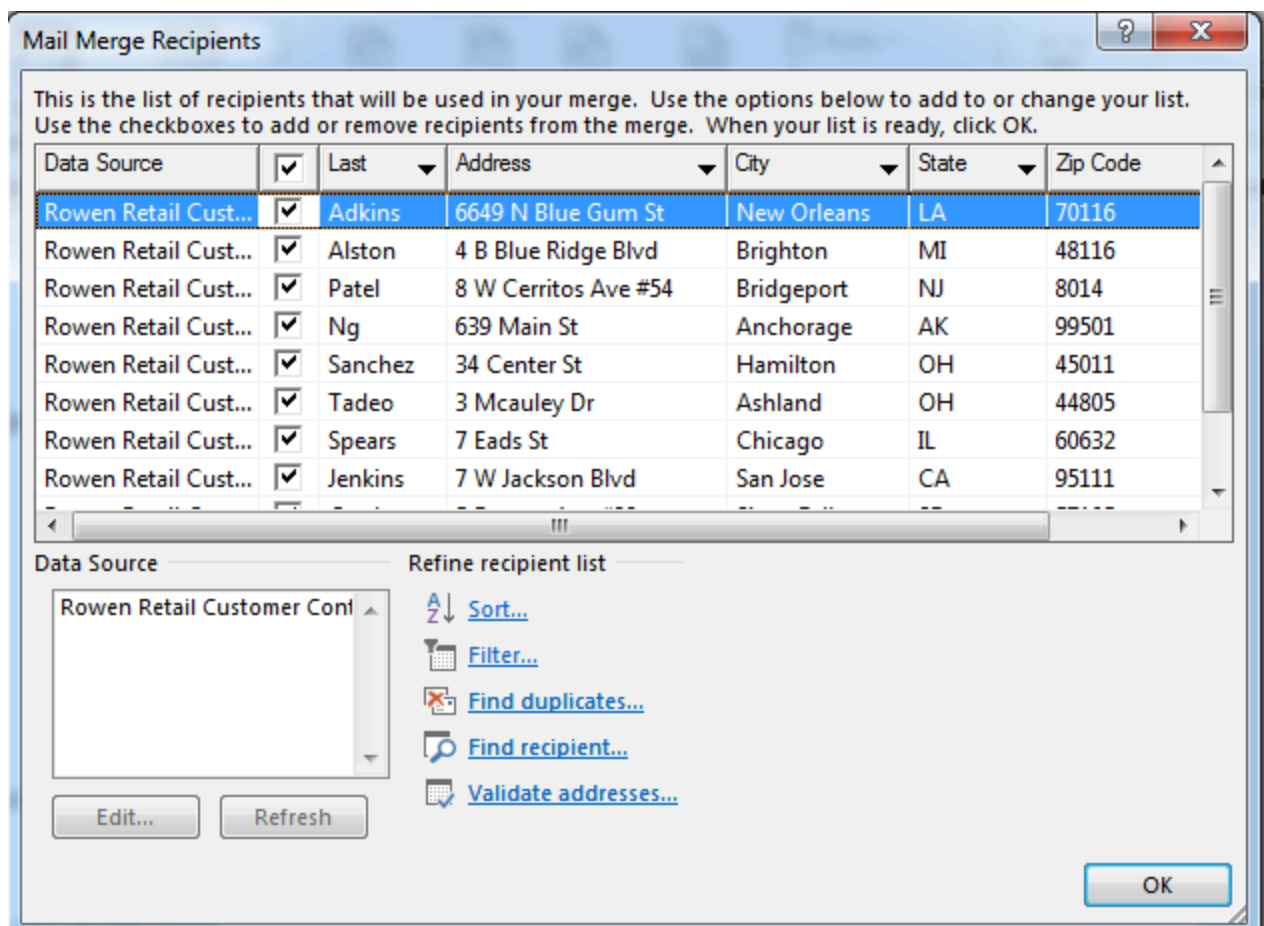 Mail Merge Recipients
This is the list of recipients that will be used in your merge. Use the options below to add to or change your list.
Use the checkboxes to add or remove recipients from the merge. When your list is ready, click OK.
Data Source Last Address City State Zip Code
Rowen Retail Cust... Adkins 6649 N Blue Gum St New Orleans LA 70116
Rowen Retail Cust... Alston 4 B Blue Ridge Blvd Brighton MI 48116
Rowen Retail Cust... Patel 8 W Cerritos Ave #54 Bridgeport NJ 8014
Rowen Retail Cust... Ng 639 Main St Anchorage AK 99501
Rowen Retail Cust... Sanchez 34 Center St Hamilton OH 45011
Rowen Retail Cust... Tadeo 3 Mcauley Dr Ashland OH 44805
Rowen Retail Cust... Spears 7 Eads St Chicago IL 60632
Rowen Retail Cust... Jenkins 7 W Jackson Blvd San Jose CA 95111
Data Source Refine recipient list
Rowen Retail Customer Cont
Sort...
Filter...
Find duplicates...
Find recipient...
Validate addresses...
Edit... Refresh
OK